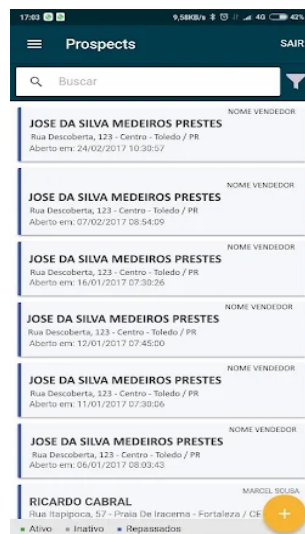 17:03 9,58KB/s 4G 42%
Prospects SAIR
Buscar
NOME VENDEDOR
JOSE DA SILVA MEDEIROS PRESTES
Rua Descoberta, 123 - Centro - Toledo / PR
Aberto em: 24/02/2017 10:30:57
NOME VENDEDOR
JOSE DA SILVA MEDEIROS PRESTES
Rua Descoberta, 123 - Centro - Toledo / PR
Aberto em: 07/02/2017 08:54:09
NOME VENDEDOR
JOSE DA SILVA MEDEIROS PRESTES
Rua Descoberta, 123 - Centro - Toledo / PR
Aberto em: 16/01/2017 07:30:26
NOME VENDEDOR
JOSE DA SILVA MEDEIROS PRESTES
Rua Descoberta, 123 - Centro - Toledo / PR
Aberto em: 12/01/2017 07:45:00
NOME VENDEDOR
JOSE DA SILVA MEDEIROS PRESTES
Rua Descoberta, 123 - Centro - Toledo / PR
Aberto em: 11/01/2017 07:30:06
NOME VENDEDOR
JOSE DA SILVA MEDEIROS PRESTES
Rua Descoberta, 123 - Centro - Toledo / PR
Aberto em: 06/01/2017 08:03:43
MARCEL SOUSA
RICARDO CABRAL
Rua Itapipoca, 57 - Praia De Iracema - Fortaleza / CE
Ativo Inativo Repassados